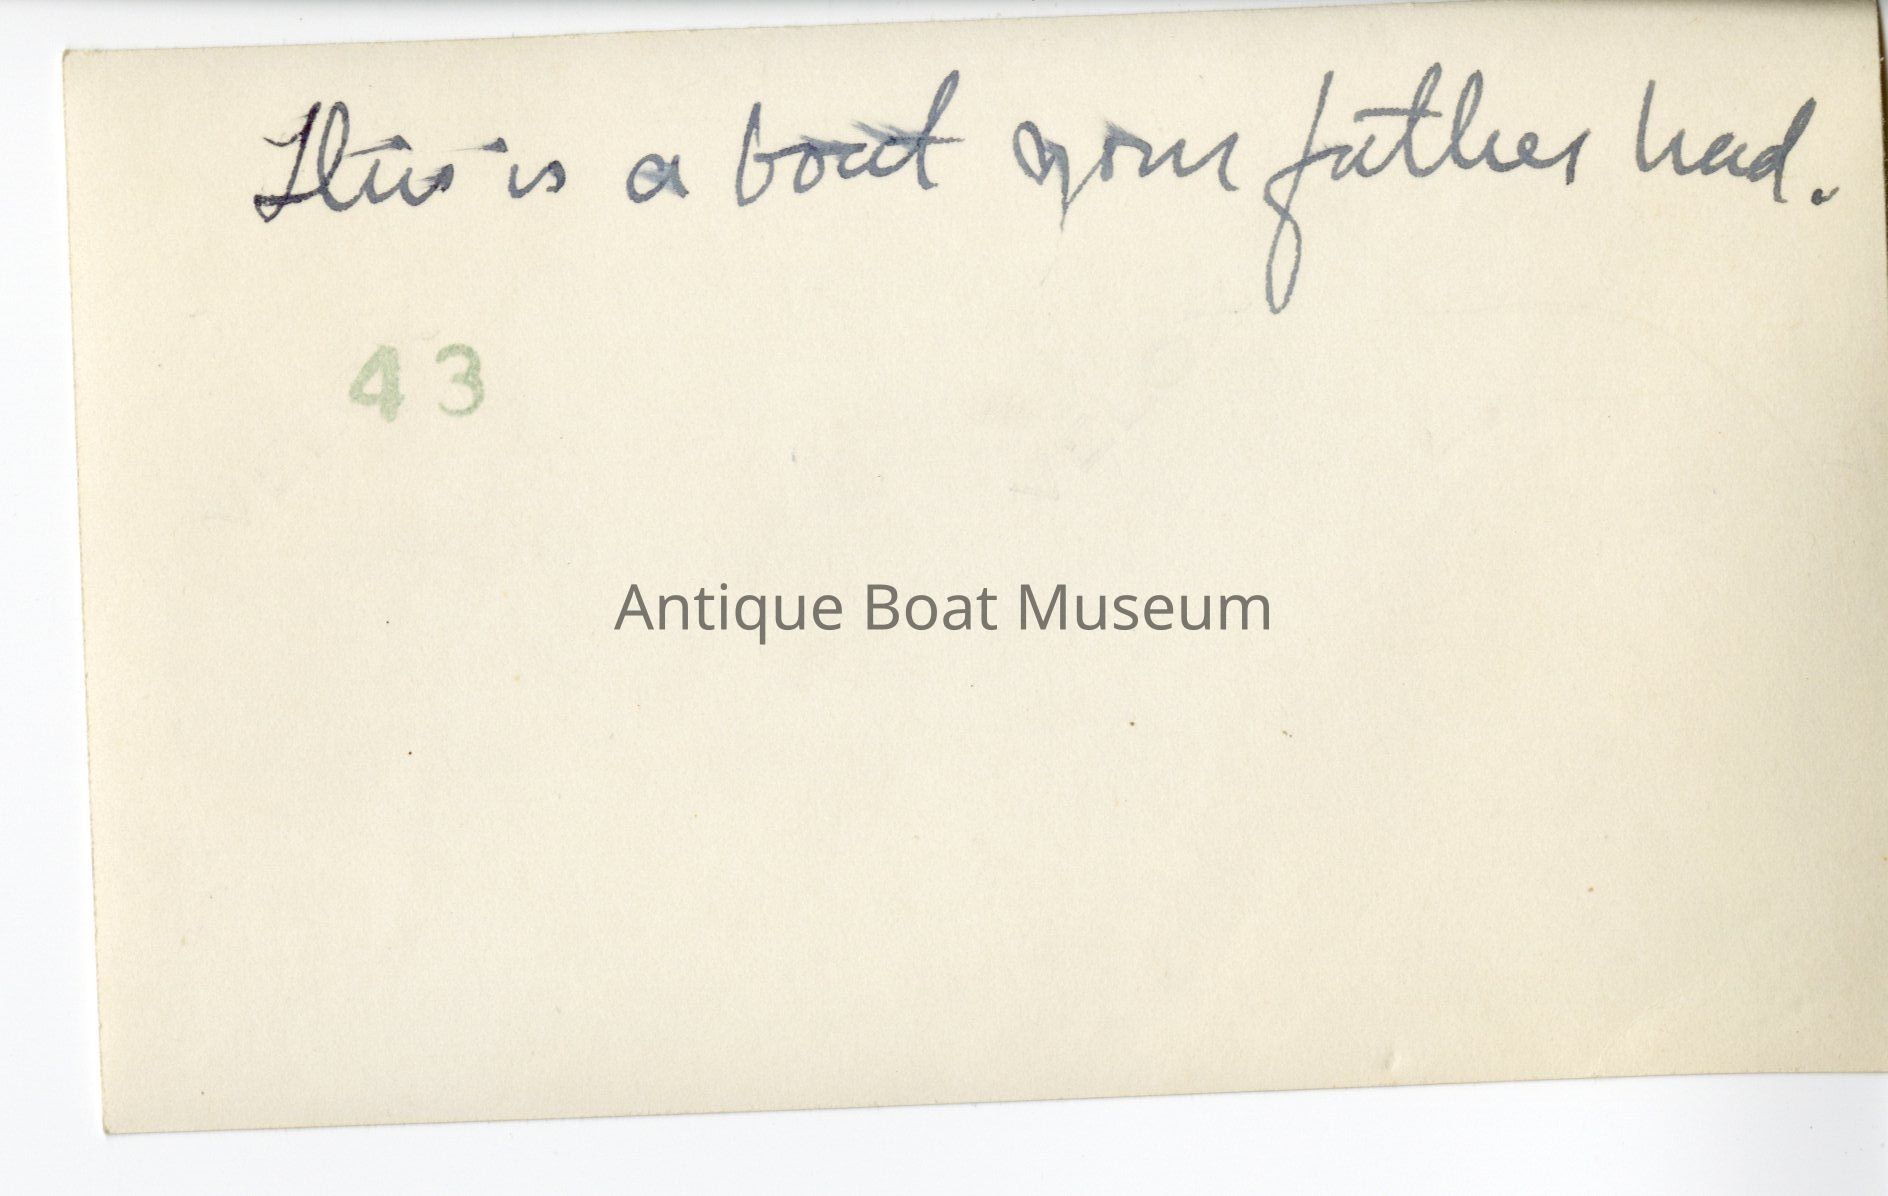 This is a boat your father had.
43
Antique Boat Museum